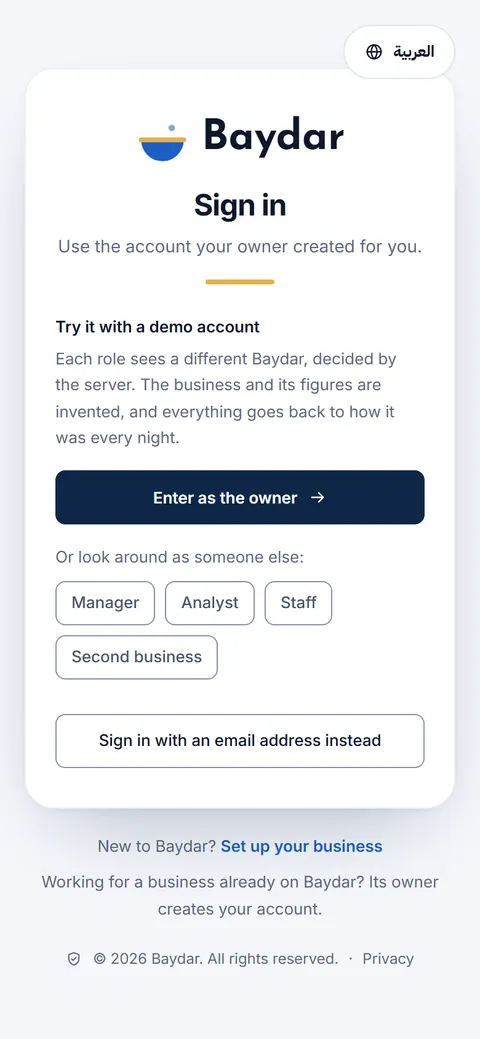 العربية
Baydar
Sign in
Use the account your owner created for you.
Try it with a demo account
Each role sees a different Baydar, decided by
the server. The business and its figures are
invented, and everything goes back to how it
was every night.
Enter as the owner →
Or look around as someone else:
Manager Analyst Staff
Second business
Sign in with an email address instead
New to Baydar? Set up your business
Working for a business already on Baydar? Its owner
creates your account.
© 2026 Baydar. All rights reserved. · Privacy